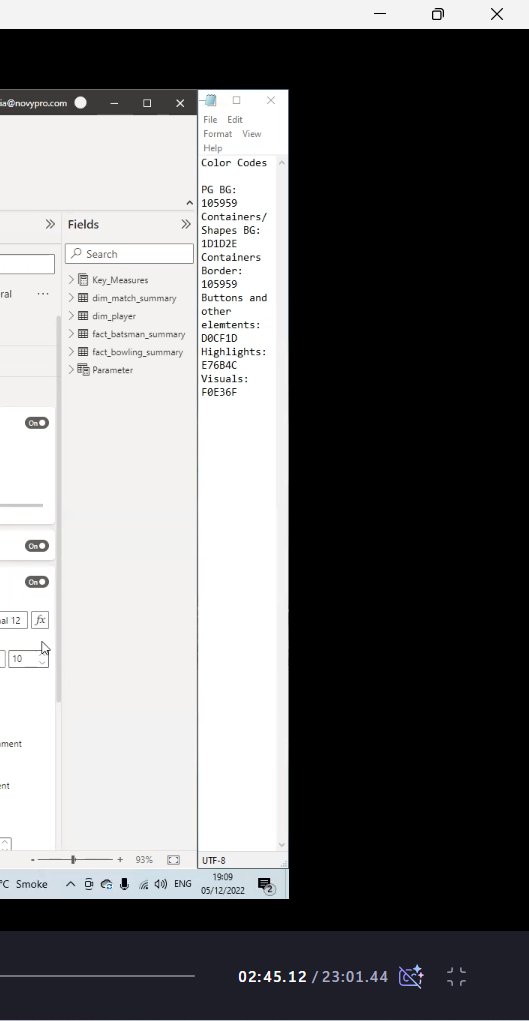 ia@novypro.com
File Edit
Format View
Help
Color Codes
PG BG:
105959
Containers/
Shapes BG:
1D1D2E
Containers
Border:
105959
Buttons and
other
elemtents:
D0CF1D
Highlights:
E76B4C
Visuals:
F0E36F
Fields
Search
ral ...
Key_Measures
dim_match_summary
dim_player
fact_batsman_summary
fact_bowling_summary
Parameter
On
On
On
al 12 fx
10
ment
nt
- + 93%
UTF-8
°C Smoke ENG 19:09
05/12/2022 2
02:45.12 / 23:01.44